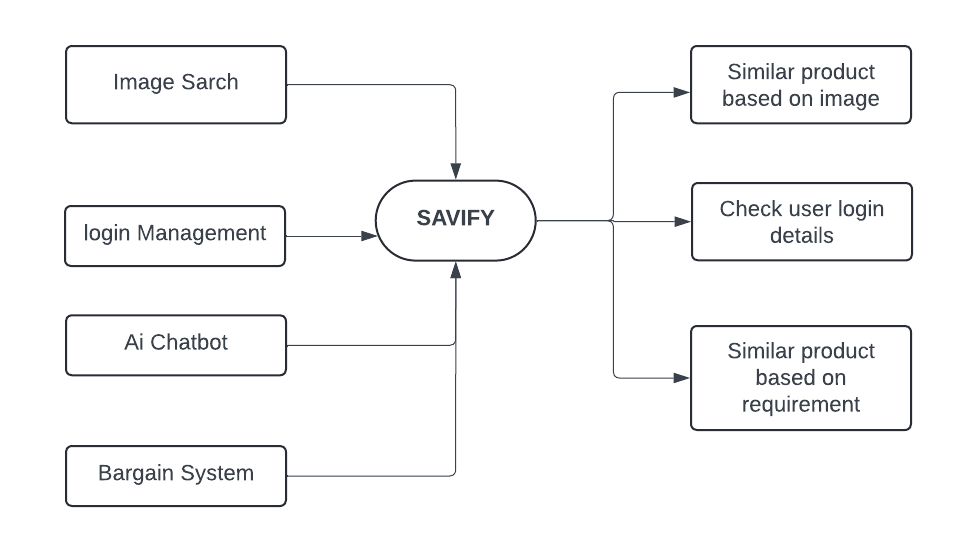 Image Sarch
login Management
Ai Chatbot
Bargain System
SAVIFY
Similar product
based on image
Check user login
details
Similar product
based on
requirement